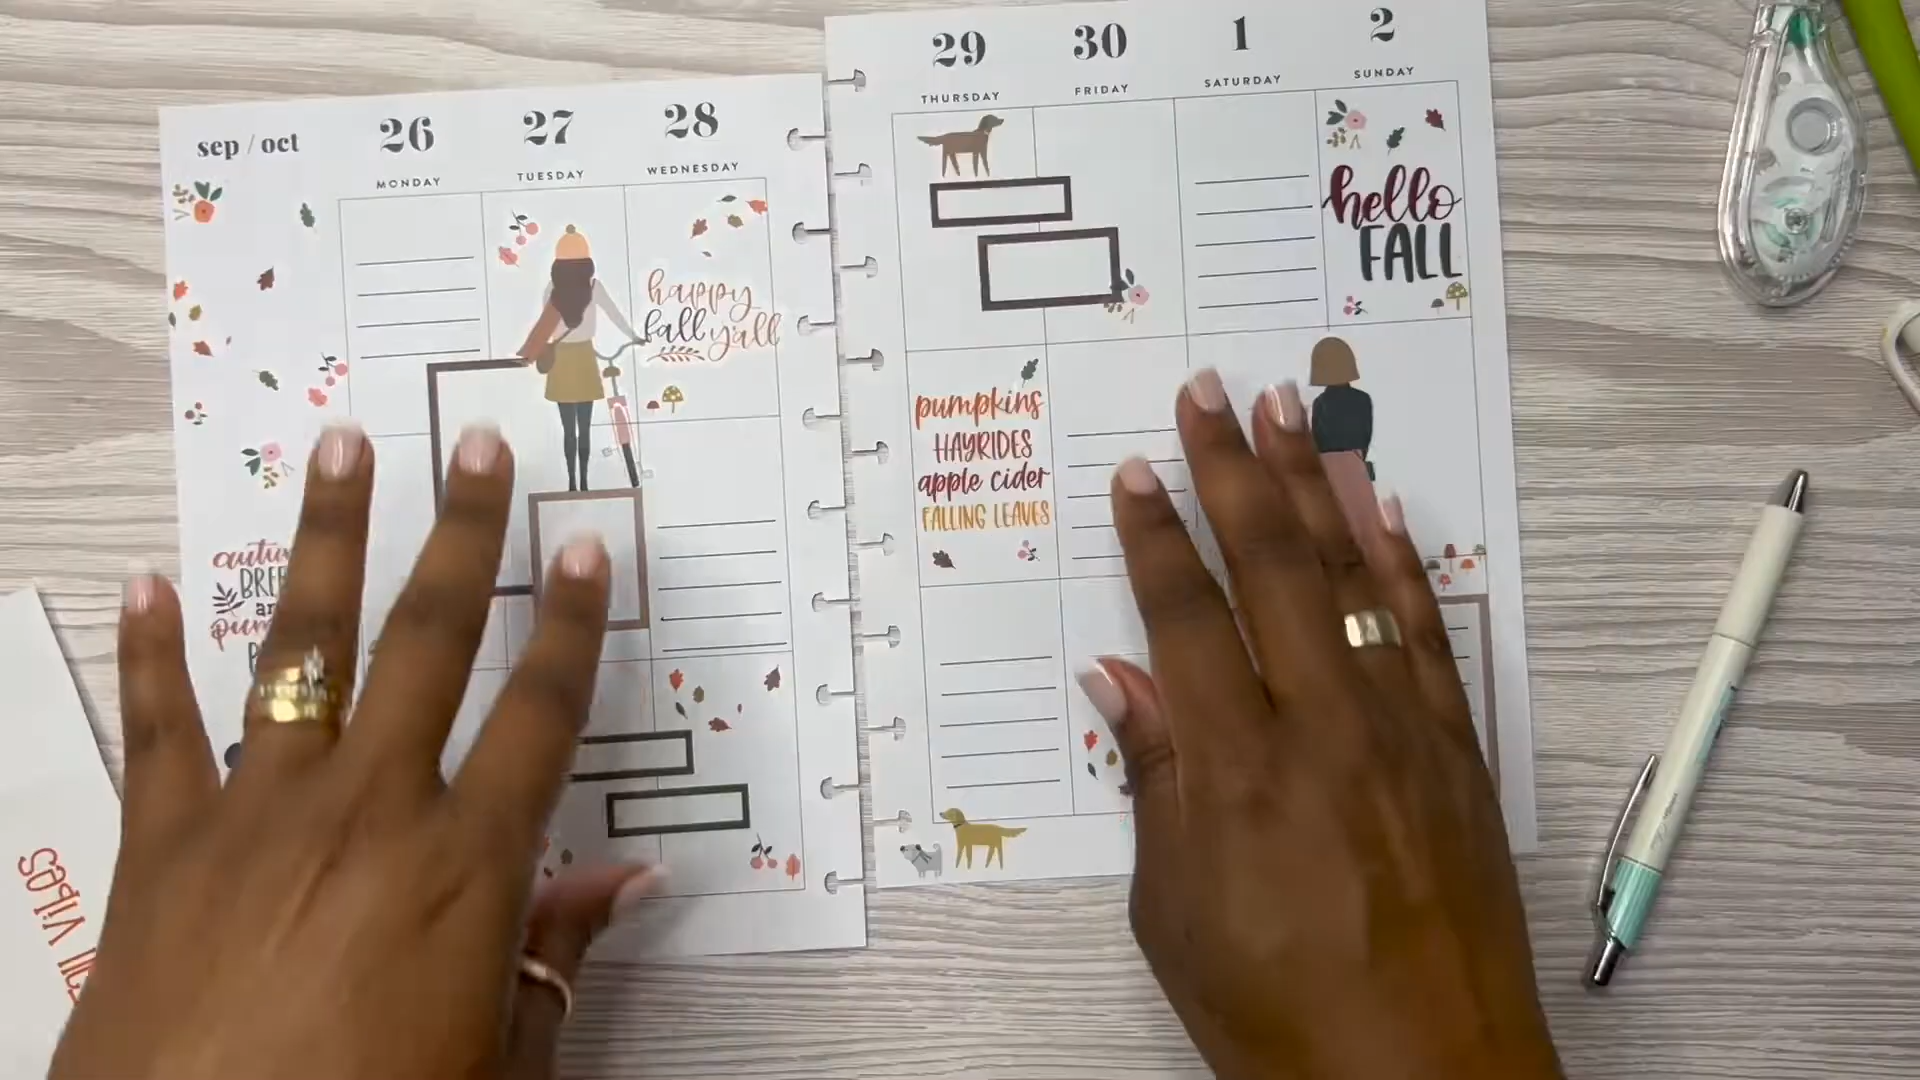 sep / oct
26
MONDAY
27
TUESDAY
28
WEDNESDAY
happy
fall y'all
29
THURSDAY
30
FRIDAY
1
SATURDAY
2
SUNDAY
hello
FALL
pumpkins
HAYRIDES
apple cider
FALLING LEAVES
Vibes